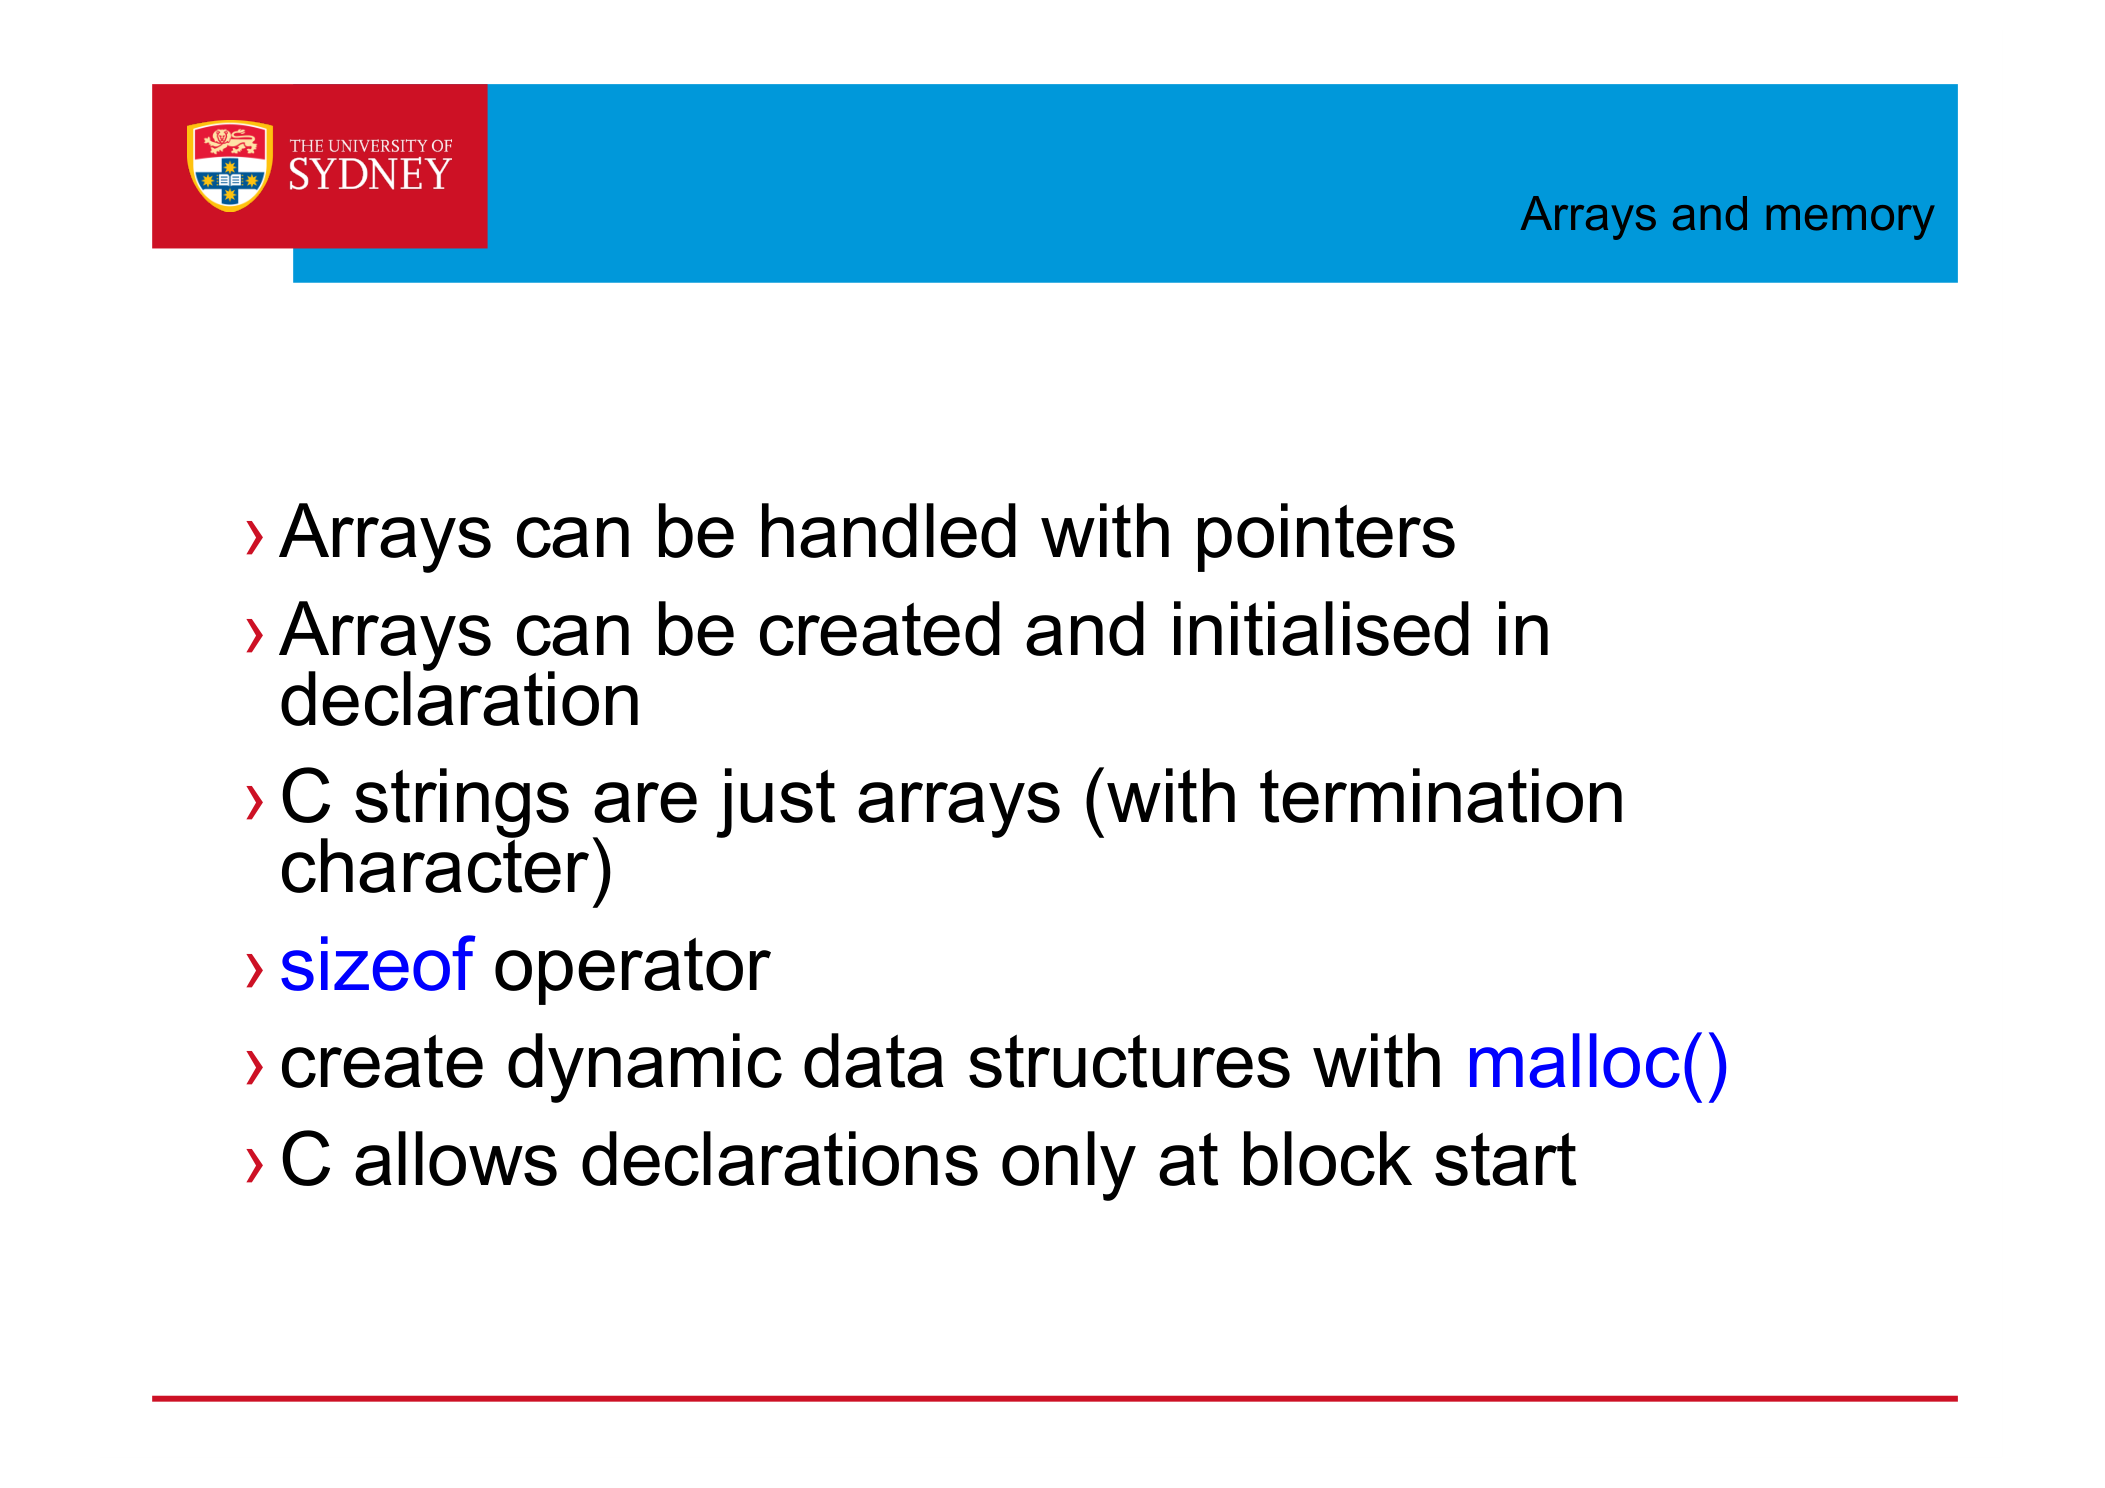 THE UNIVERSITY OF
SYDNEY
Arrays and memory
› Arrays can be handled with pointers
› Arrays can be created and initialised in
declaration
› C strings are just arrays (with termination
character)
› sizeof operator
› create dynamic data structures with malloc()
› C allows declarations only at block start